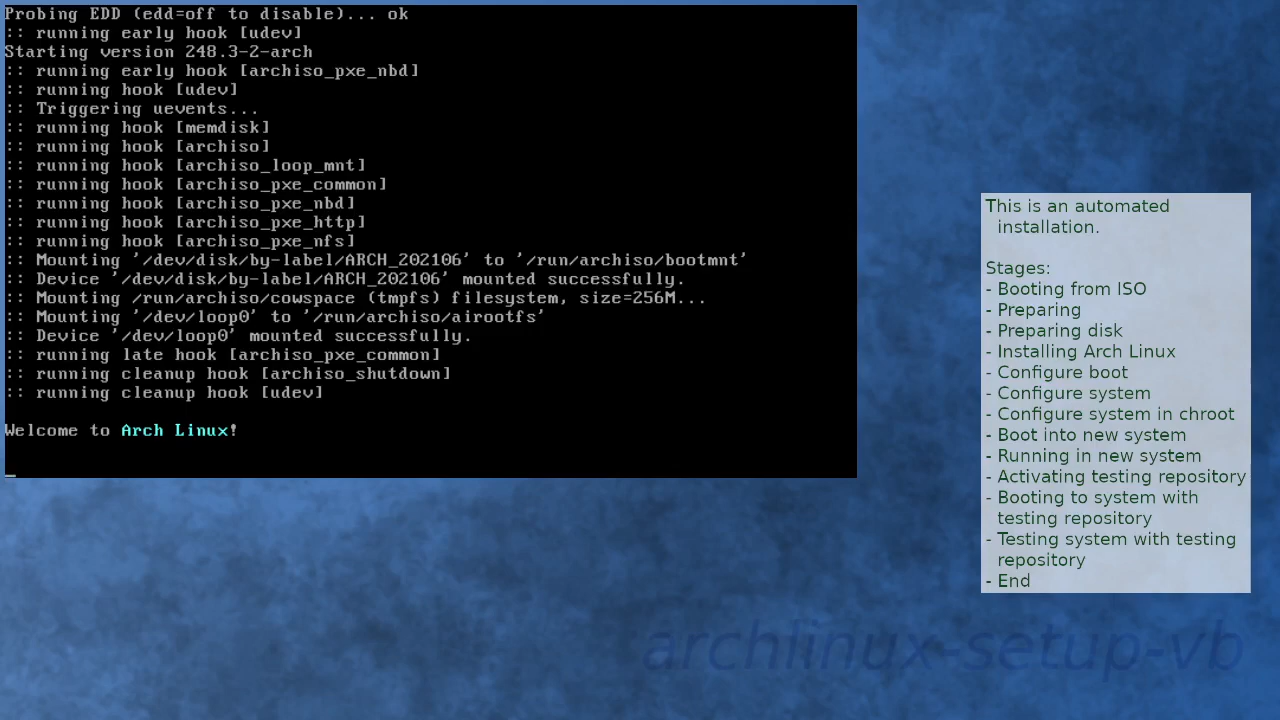 Probing EDD (edd=off to disable)... ok
:: running early hook [udev]
Starting version 248.3-2-arch
:: running early hook [archiso_pxe_nbd]
:: running hook [udev]
:: Triggering uevents...
:: running hook [memdisk]
:: running hook [archiso]
:: running hook [archiso_loop_mnt]
:: running hook [archiso_pxe_common]
:: running hook [archiso_pxe_nbd]
:: running hook [archiso_pxe_http]
:: running hook [archiso_pxe_nfs]
:: Mounting '/dev/disk/by-label/ARCH_202106' to '/run/archiso/bootmnt'
:: Device '/dev/disk/by-label/ARCH_202106' mounted successfully.
:: Mounting /run/archiso/cowspace (tmpfs) filesystem, size=256M...
:: Mounting '/dev/loop0' to '/run/archiso/airootfs'
:: Device '/dev/loop0' mounted successfully.
:: running late hook [archiso_pxe_common]
:: running cleanup hook [archiso_shutdown]
:: running cleanup hook [udev]
Welcome to Arch Linux!
_
This is an automated
installation.
Stages:
- Booting from ISO
- Preparing
- Preparing disk
- Installing Arch Linux
- Configure boot
- Configure system
- Configure system in chroot
- Boot into new system
- Running in new system
- Activating testing repository
- Booting to system with
testing repository
- Testing system with testing
repository
- End
archlinux-setup-vb